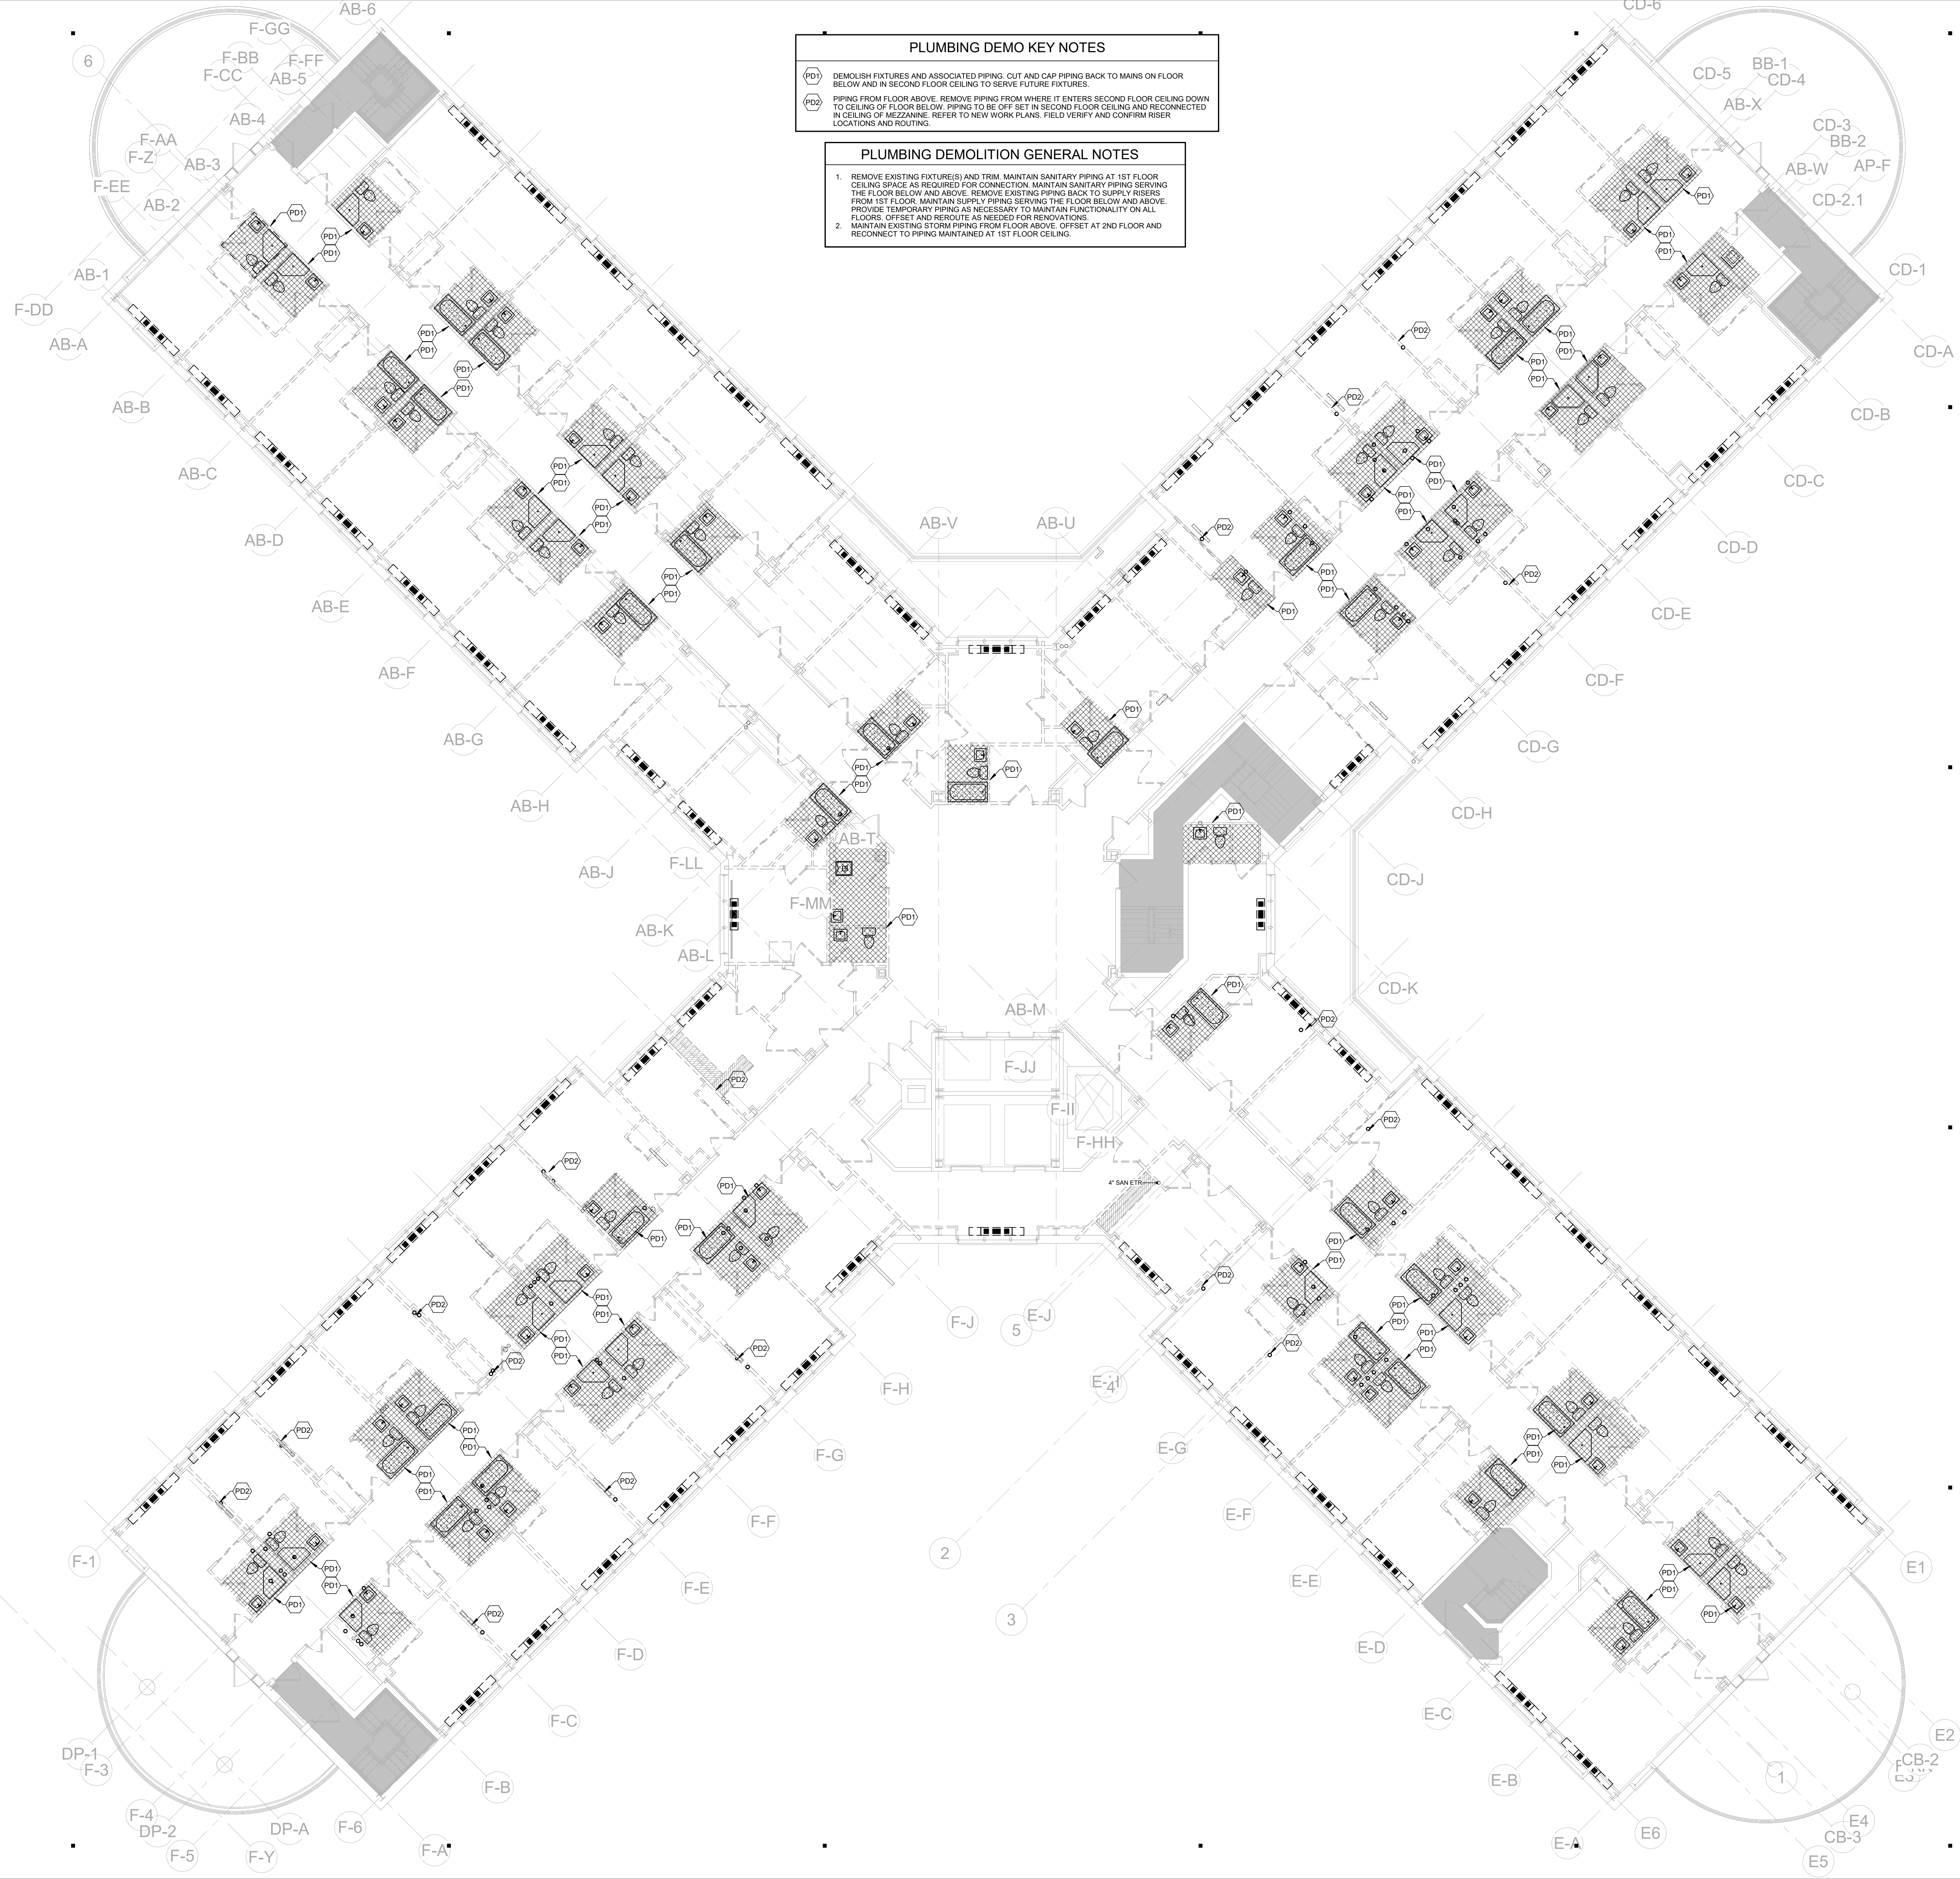 PLUMBING DEMO KEY NOTES
PD1 DEMOLISH FIXTURES AND ASSOCIATED PIPING. CUT AND CAP PIPING BACK TO MAINS ON FLOOR
BELOW AND IN SECOND FLOOR CEILING TO SERVE FUTURE FIXTURES.
PD2 PIPING FROM FLOOR ABOVE. REMOVE PIPING FROM WHERE IT ENTERS SECOND FLOOR CEILING DOWN
TO CEILING OF FLOOR BELOW. PIPING TO BE OFF SET IN SECOND FLOOR CEILING AND RECONNECTED
IN CEILING OF MEZZANINE. REFER TO NEW WORK PLANS. FIELD VERIFY AND CONFIRM RISER
LOCATIONS AND ROUTING.
PLUMBING DEMOLITION GENERAL NOTES
1. REMOVE EXISTING FIXTURE(S) AND TRIM. MAINTAIN SANITARY PIPING AT 1ST FLOOR
CEILING SPACE AS REQUIRED FOR CONNECTION. MAINTAIN SANITARY PIPING SERVING
THE FLOOR BELOW AND ABOVE. REMOVE EXISTING PIPING BACK TO SUPPLY RISERS
FROM 1ST FLOOR. MAINTAIN SUPPLY PIPING SERVING THE FLOOR BELOW AND ABOVE.
PROVIDE TEMPORARY PIPING AS NECESSARY TO MAINTAIN FUNCTIONALITY ON ALL
FLOORS. OFFSET AND REROUTE AS NEEDED FOR RENOVATIONS.
2. MAINTAIN EXISTING STORM PIPING FROM FLOOR ABOVE. OFFSET AT 2ND FLOOR AND
RECONNECT TO PIPING MAINTAINED AT 1ST FLOOR CEILING.
AB-6
F-GG
6
F-BB
F-FF
F-CC
AB-5
AB-4
F-AA
F-Z
AB-3
F-EE
AB-2
AB-1
F-DD
AB-A
AB-B
AB-C
AB-D
AB-E
AB-F
AB-G
AB-H
AB-J
AB-K
AB-L
F-LL
F-MM
AB-T
AB-V
AB-U
AB-M
F-JJ
F-II
F-HH
CD-6
BB-1
CD-5
CD-4
AB-X
CD-3
BB-2
AB-W
AP-F
CD-2.1
CD-1
CD-A
CD-B
CD-C
CD-D
CD-E
CD-F
CD-G
CD-H
CD-J
CD-K
4" SAN ETR
F-J
5
E-J
F-H
4
F-G
E-G
F-F
E-F
2
F-E
E-E
3
F-D
E-D
F-C
E-C
F-B
E-B
F-A
E-A
F-1
DP-1
F-3
F-4
DP-2
F-5
F-Y
DP-A
F-6
E1
E2
CB-2
E3
1
E4
CB-3
E5
E6
PD1
PD2